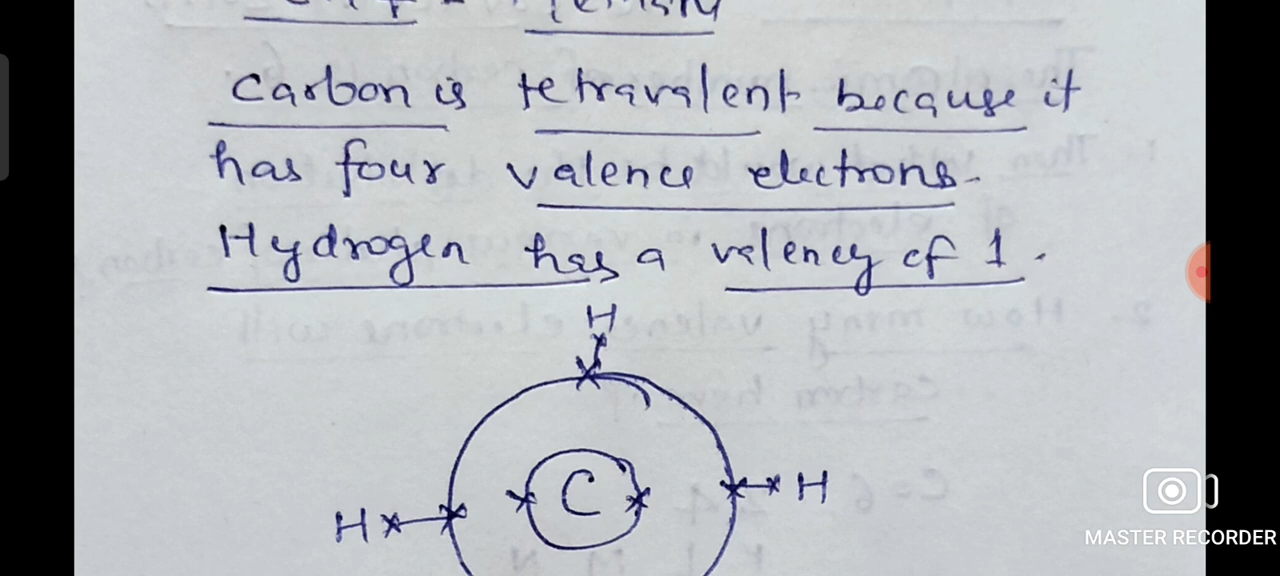 Carbon is tetravalent because it
has four valence electrons.
Hydrogen has a valency of 1.
H
H
C
H
MASTER RECORDER